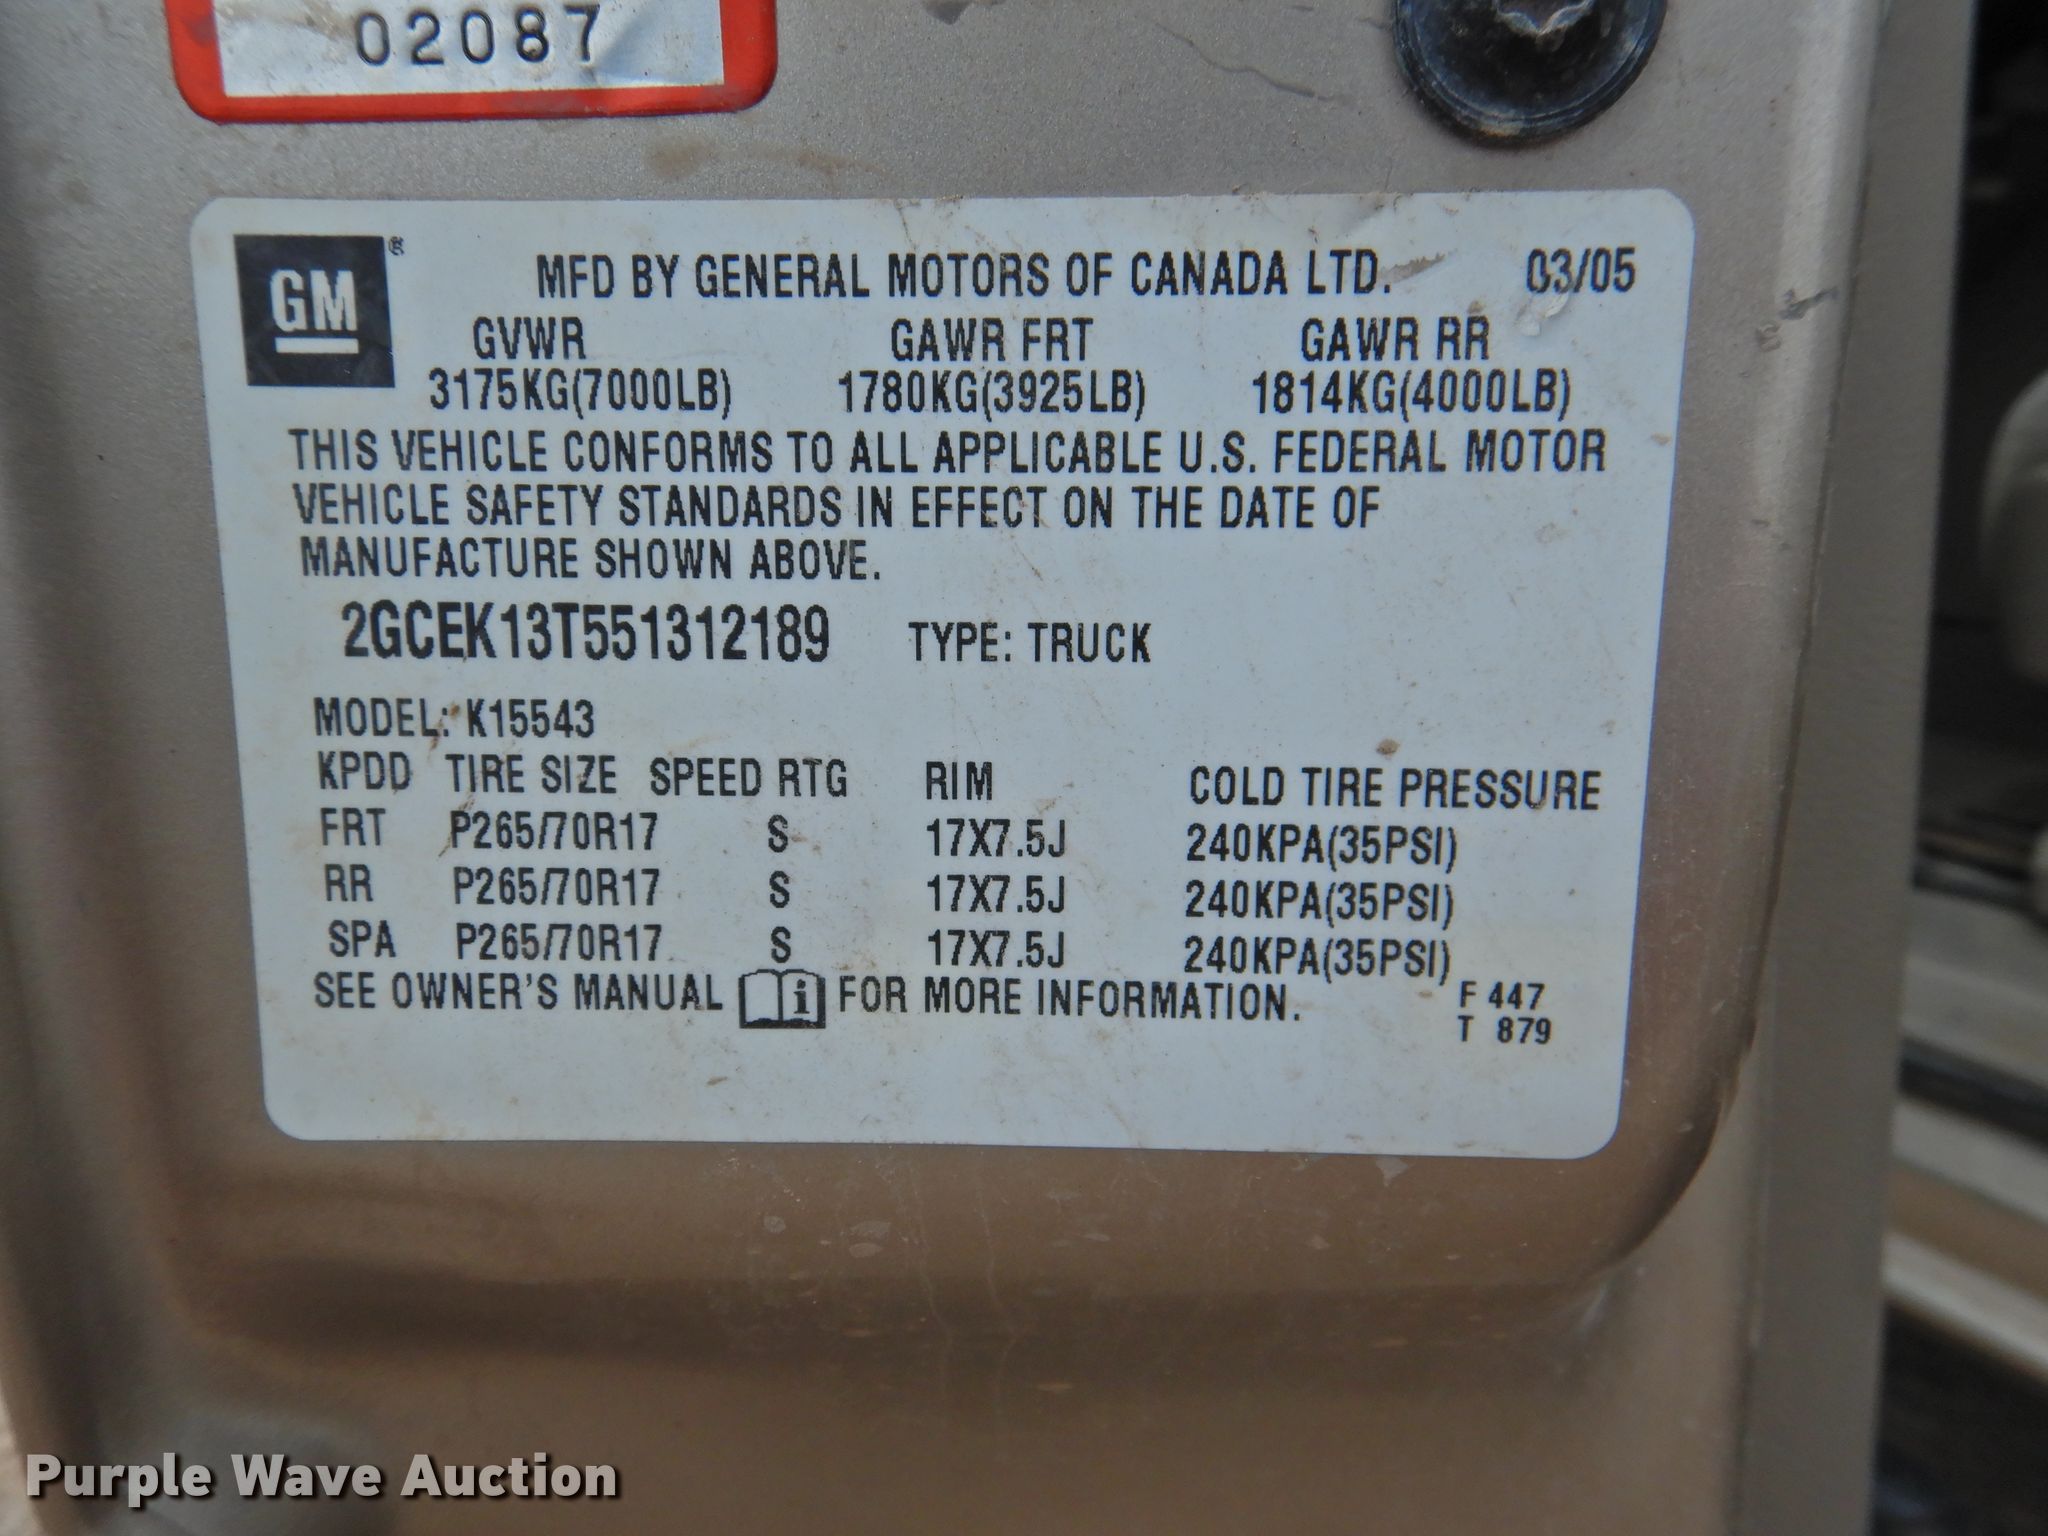 02087
GM ®
MFD BY GENERAL MOTORS OF CANADA LTD. 03/05
GVWR GAWR FRT GAWR RR
3175KG(7000LB) 1780KG(3925LB) 1814KG(4000LB)
THIS VEHICLE CONFORMS TO ALL APPLICABLE U.S. FEDERAL MOTOR
VEHICLE SAFETY STANDARDS IN EFFECT ON THE DATE OF
MANUFACTURE SHOWN ABOVE.
2GCEK13T551312189 TYPE: TRUCK
MODEL: K15543
KPDD TIRE SIZE SPEED RTG RIM COLD TIRE PRESSURE
FRT P265/70R17 S 17X7.5J 240KPA(35PSI)
RR P265/70R17 S 17X7.5J 240KPA(35PSI)
SPA P265/70R17 S 17X7.5J 240KPA(35PSI)
SEE OWNER'S MANUAL i FOR MORE INFORMATION.
F 447
T 879
Purple Wave Auction